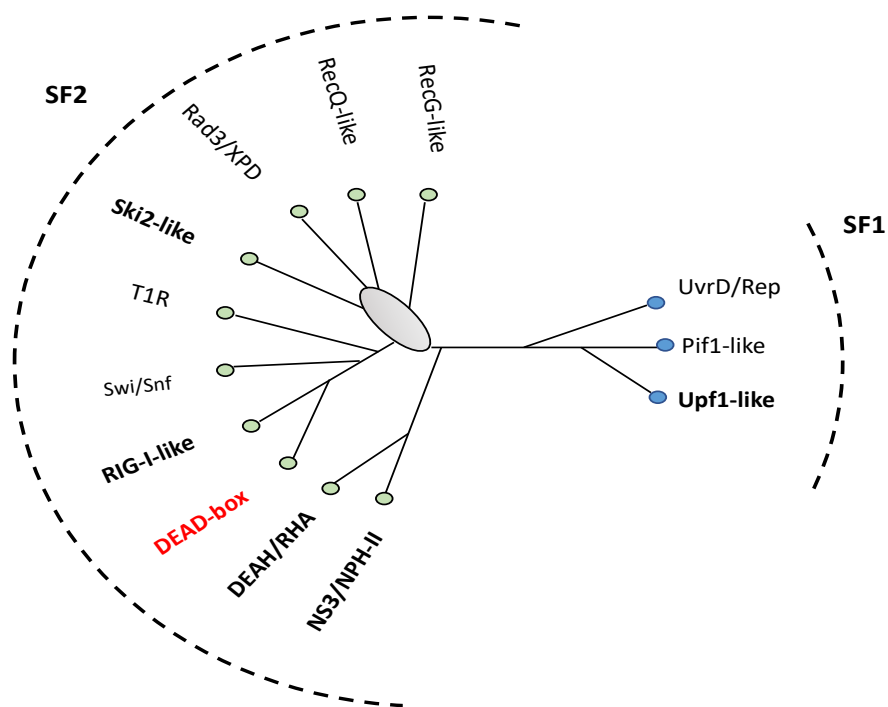 SF2
RecQ-like
RecG-like
Rad3/XPD
Ski2-like
T1R
Swi/Snf
RIG-I-like
DEAD-box
DEAH/RHA
NS3/NPH-II
SF1
UvrD/Rep
Pif1-like
Upf1-like